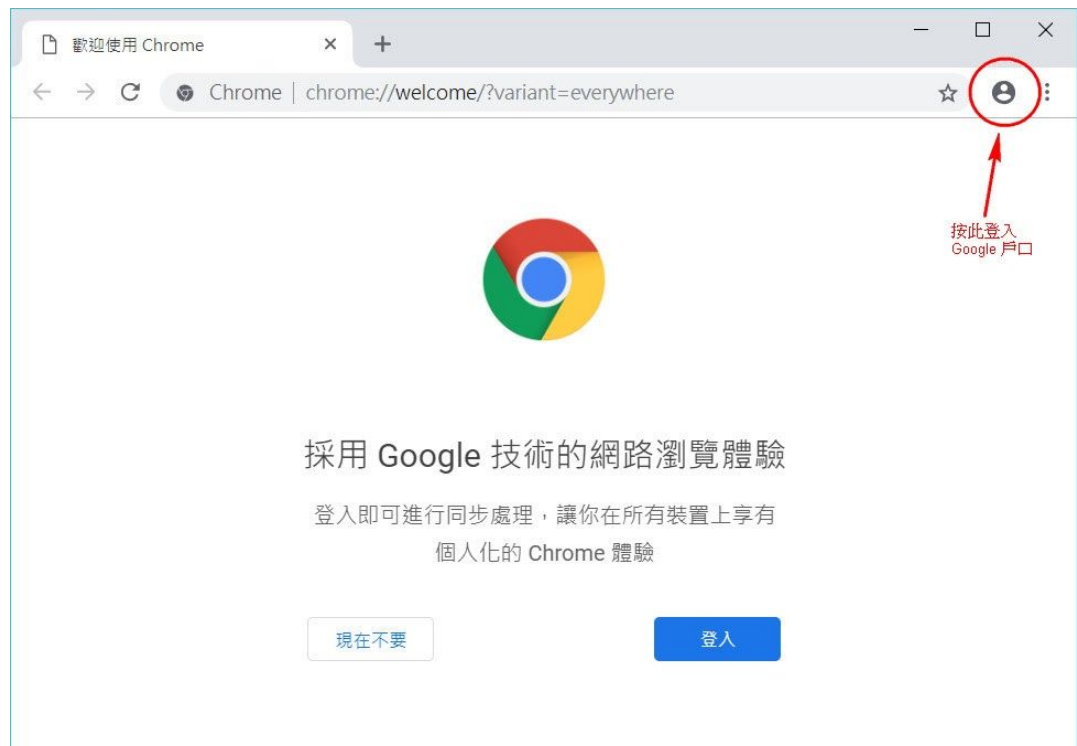 歡迎使用 Chrome
Chrome | chrome://welcome/?variant=everywhere
按此登入
Google 戶口
採用 Google 技術的網路瀏覽體驗
登入即可進行同步處理，讓你在所有裝置上享有
個人化的 Chrome 體驗
現在不要
登入